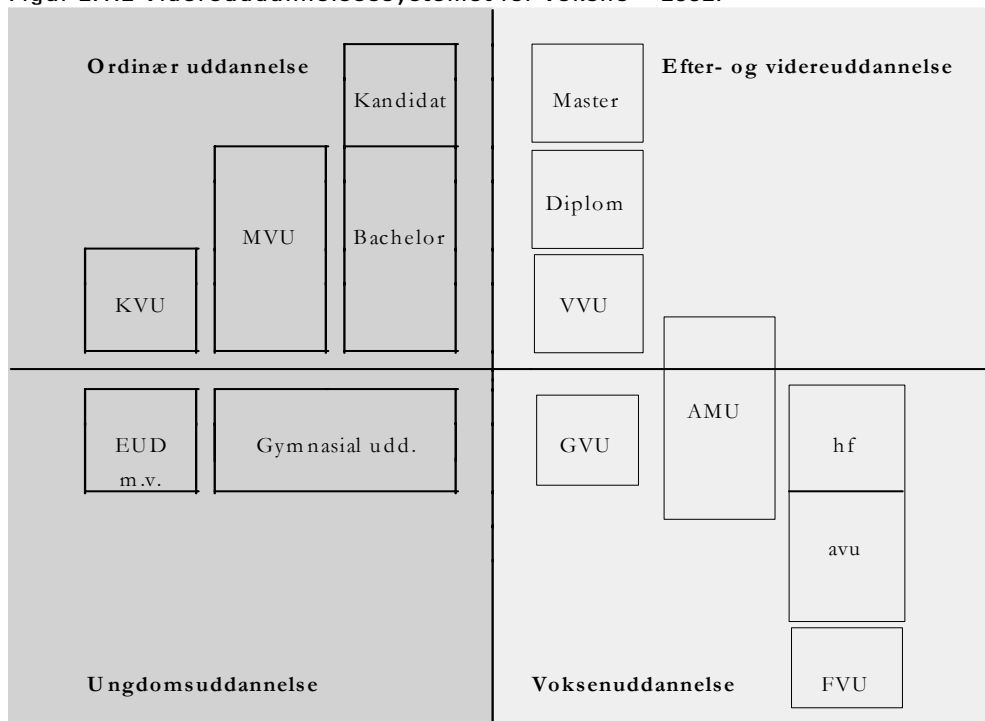 Ordinær uddannelse
Efter- og videreuddannelse
Kandidat
Master
Diplom
MVU
Bachelor
KVU
VVU
AMU
EUD
m.v.
Gymnasial udd.
GVU
hf
avu
Ungdomsuddannelse
Voksenuddannelse
FVU